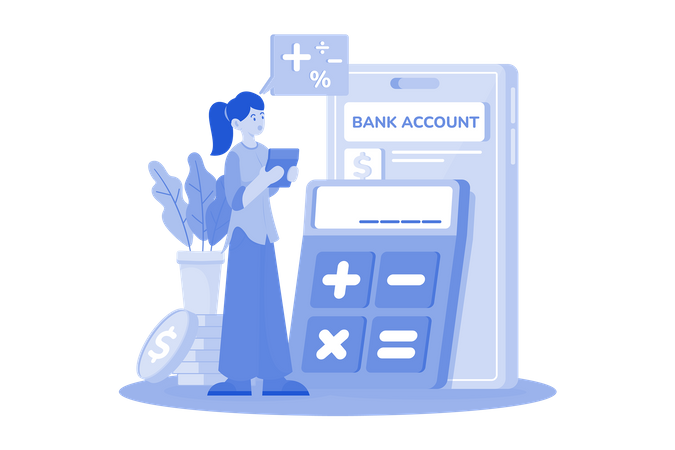 + ÷ −
%
BANK ACCOUNT
$
_ _ _ _
+ −
× =
$